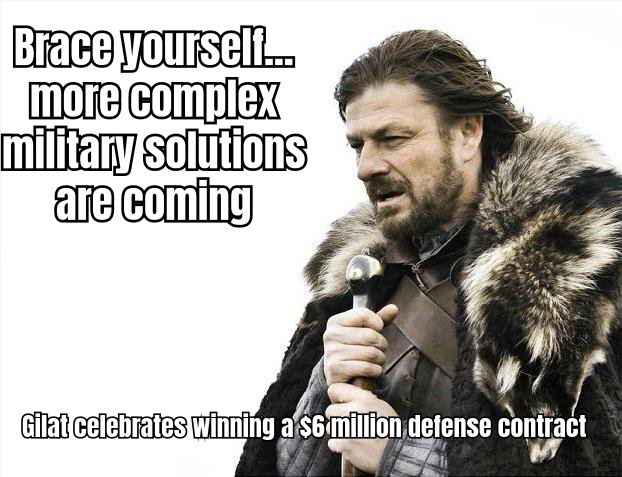 Brace yourself...
more complex
military solutions
are coming
Gilat celebrates winning a $6 million defense contract